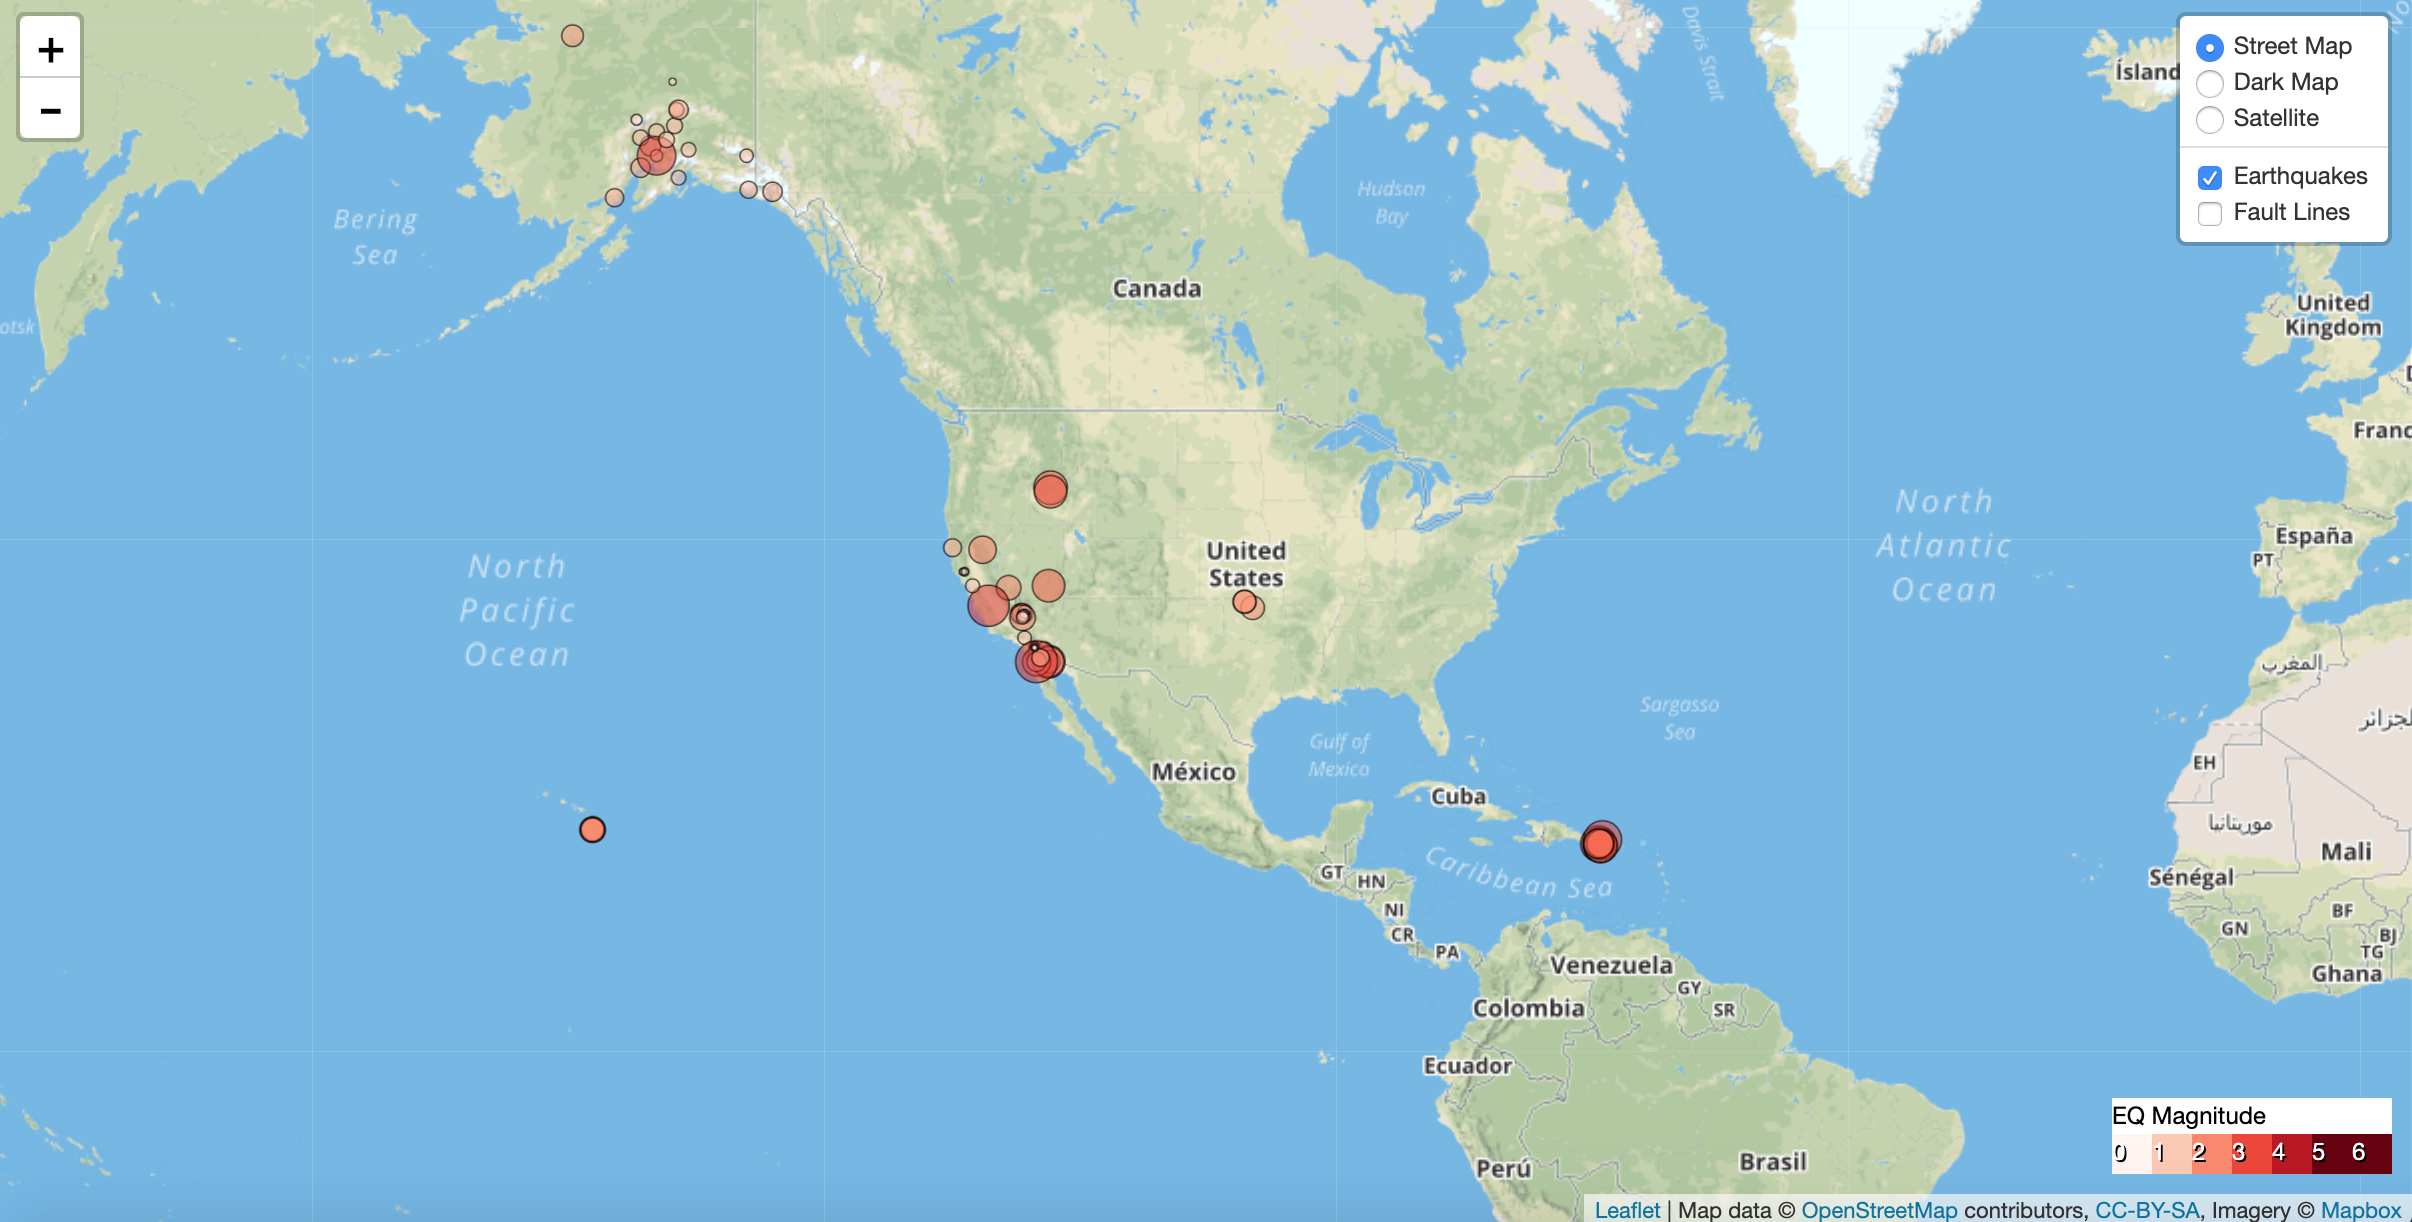 +
−
Street Map
Dark Map
Satellite
Earthquakes
Fault Lines
Davis Strait
Ísland
Bering
Sea
otsk
Hudson
Bay
Canada
United
Kingdom
Franc
North
Pacific
Ocean
United
States
North
Atlantic
Ocean
España
PT
المغرب
Sargasso
Sea
Gulf of
Mexico
México
Cuba
EH
موريتانيا
Mali
Caribbean Sea
GT
HN
NI
CR
PA
Sénégal
BF
GN
BJ
TG
Ghana
Venezuela
GY
SR
Colombia
Ecuador
Perú
Brasil
EQ Magnitude
0 1 2 3 4 5 6
Leaflet | Map data © OpenStreetMap contributors, CC-BY-SA, Imagery © Mapbox